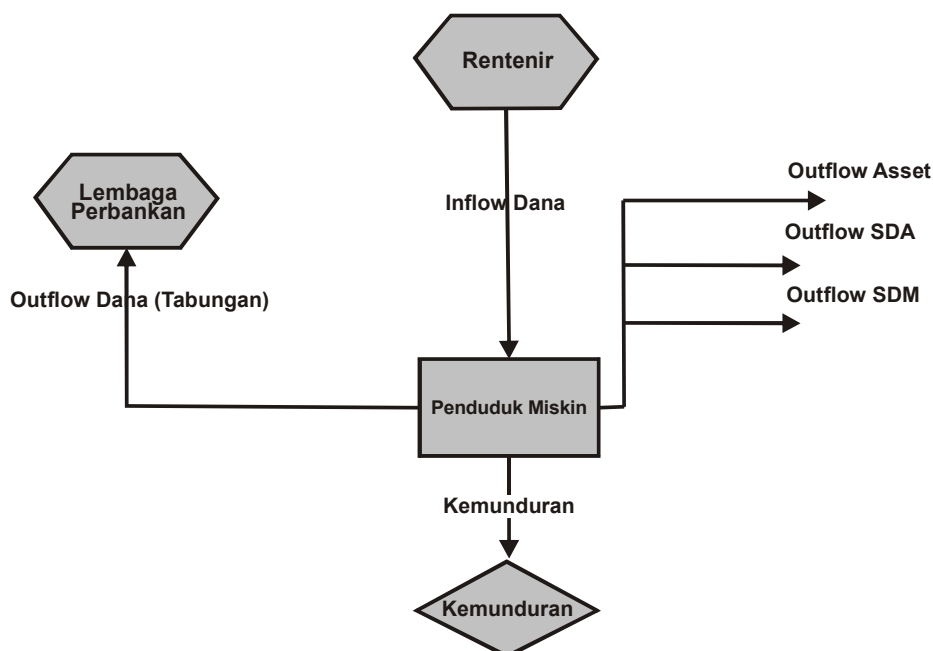 Rentenir
Lembaga
Perbankan
Inflow Dana
Outflow Asset
Outflow SDA
Outflow SDM
Outflow Dana (Tabungan)
Penduduk Miskin
Kemunduran
Kemunduran